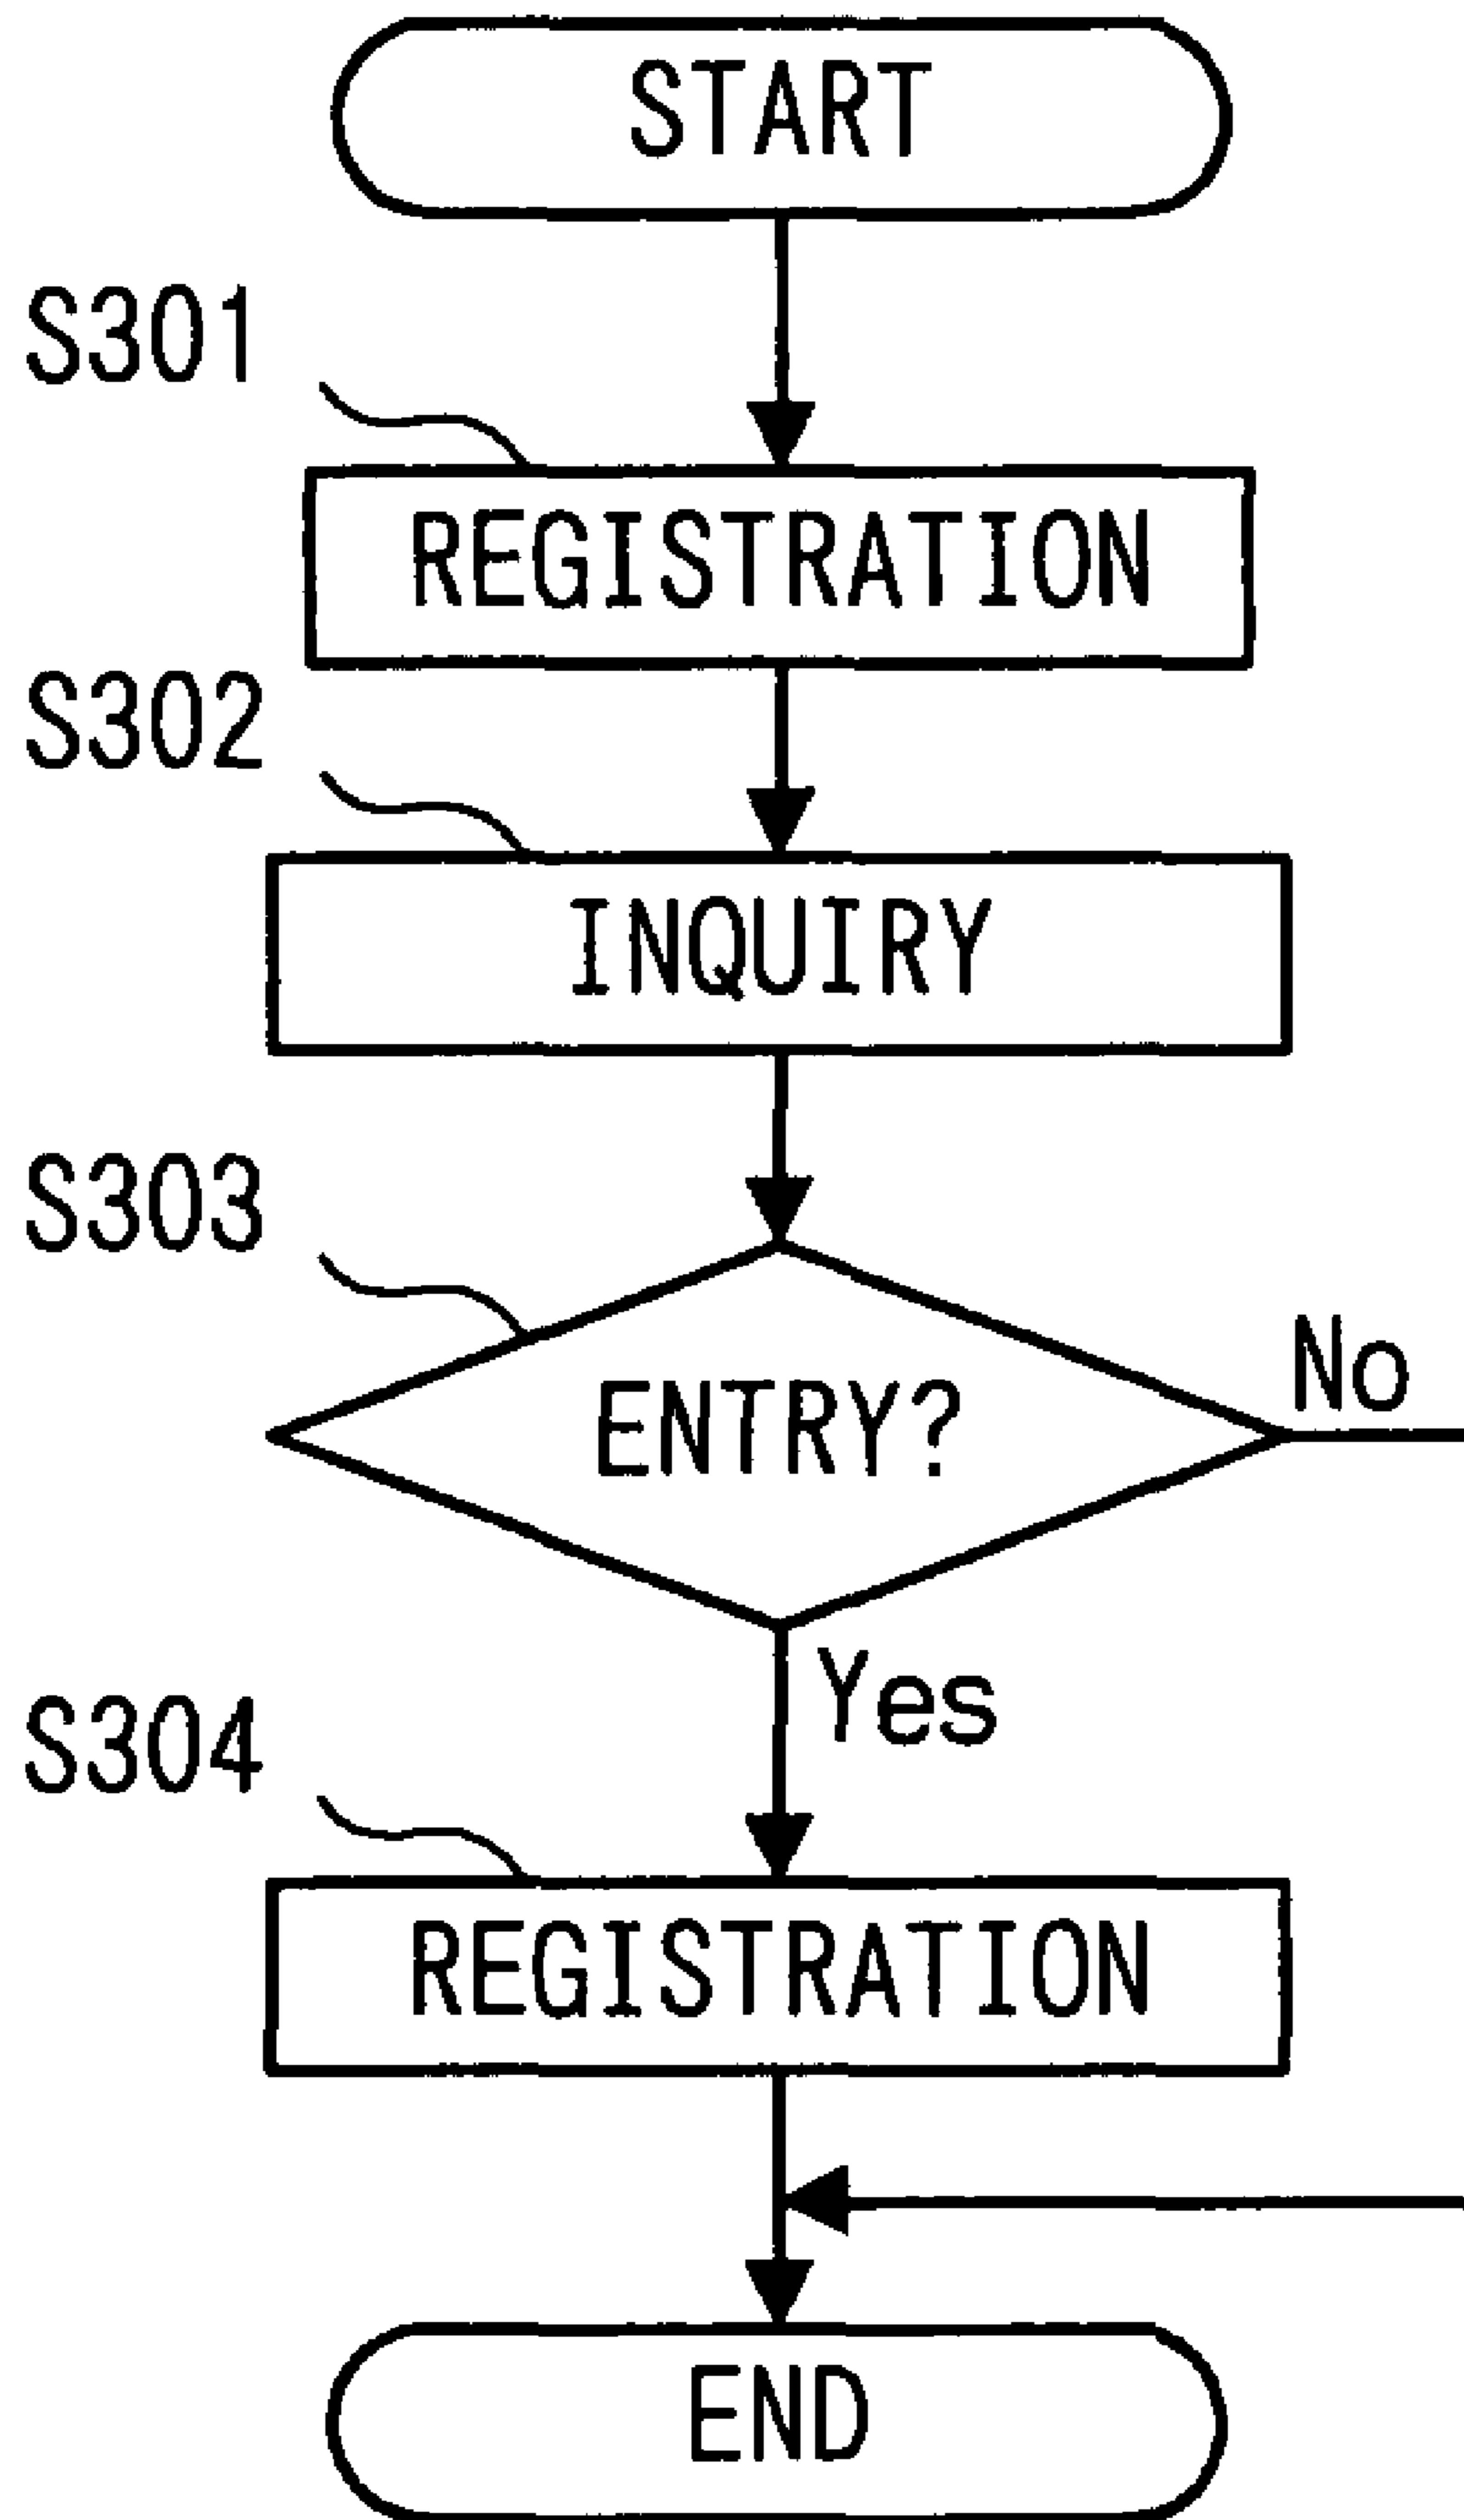 START
S301
REGISTRATION
S302
INQUIRY
S303
No
ENTRY?
Yes
S304
REGISTRATION
END